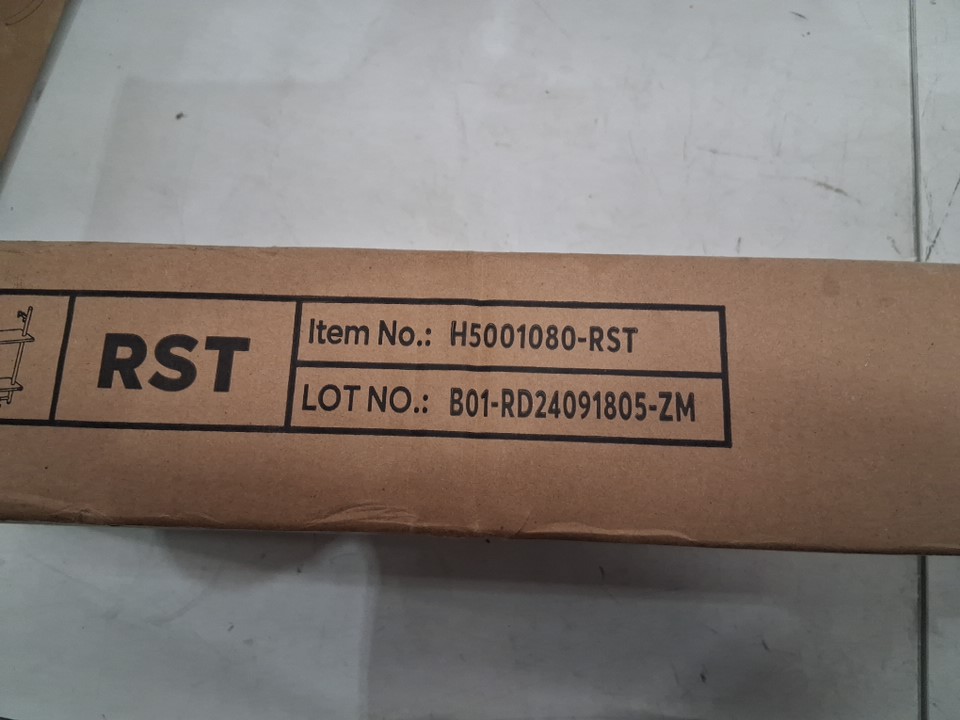 RST
Item No.: H5001080-RST
LOT NO.: B01-RD24091805-ZM